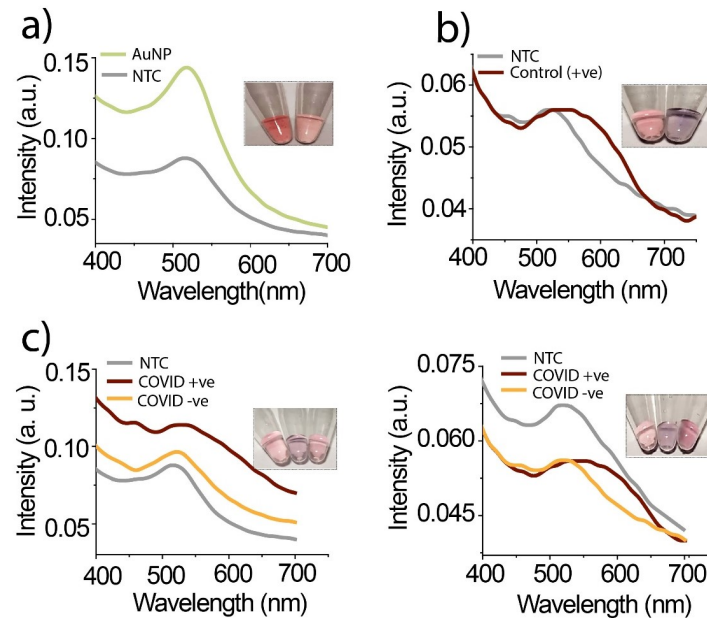 a)
AuNP
NTC
0.15
0.10
0.05
Intensity (a.u.)
400 500 600 700
Wavelength(nm)
b)
NTC
Control (+ve)
0.06
0.05
0.04
Intensity (a.u.)
400 500 600 700
Wavelength (nm)
c)
NTC
COVID +ve
COVID -ve
0.15
0.10
0.05
Intensity (a. u.)
400 500 600 700
Wavelength (nm)
NTC
COVID +ve
COVID -ve
0.075
0.060
0.045
Intensity (a. u.)
400 500 600 700
Wavelength (nm)